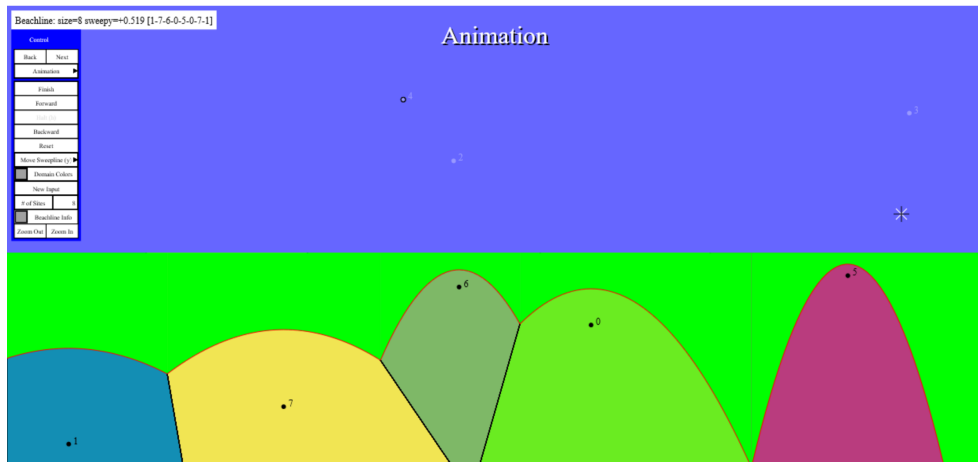 Beachline: size=8 sweepy=+0.519 [1-7-6-0-5-0-7-1]
Animation
Control
Back Next
Animation
Finish
Forward
Backward
Reset
Move Sweepline (y)
Domain Colors
New Input
# of Sites 8
Beachline Info
Zoom Out Zoom In
4
3
2
6
5
0
7
1